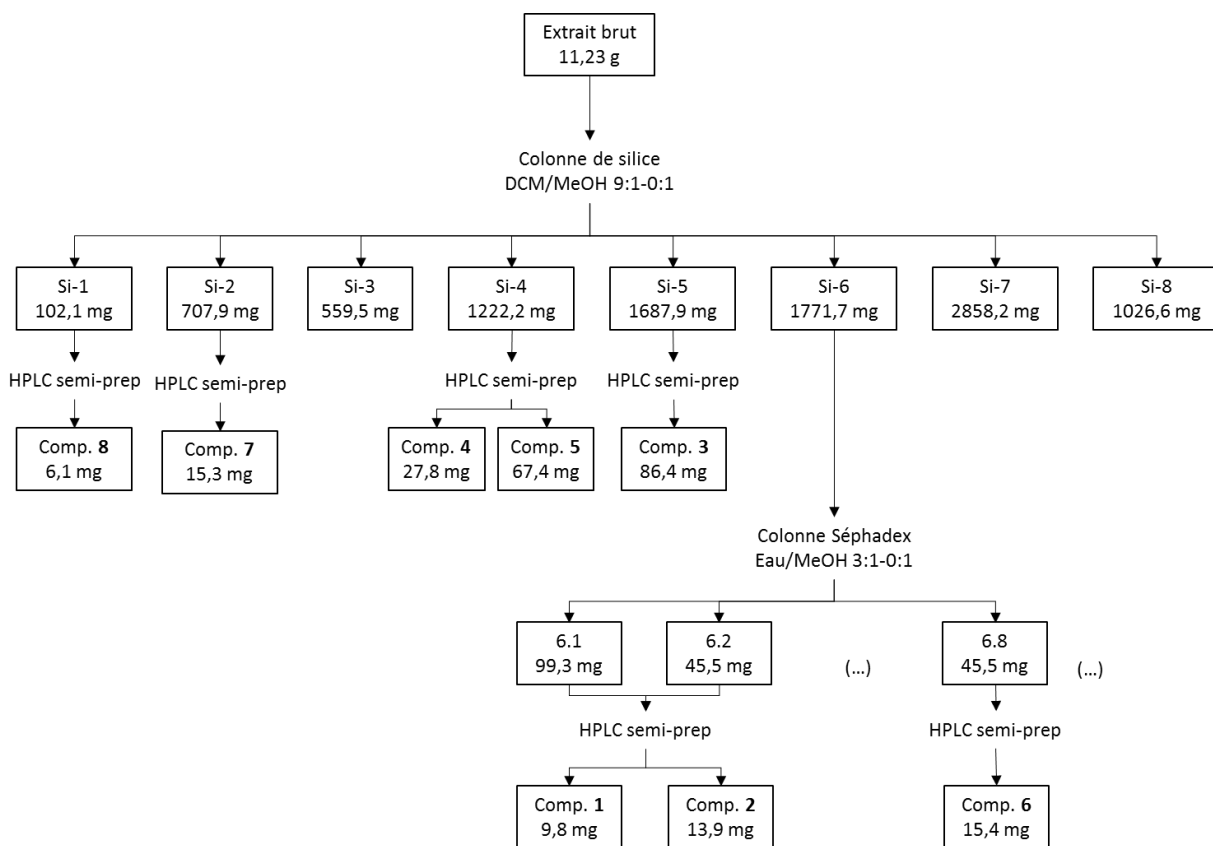 Extrait brut
11,23 g
Colonne de silice
DCM/MeOH 9:1-0:1
Si-1
102,1 mg
Si-2
707,9 mg
Si-3
559,5 mg
Si-4
1222,2 mg
Si-5
1687,9 mg
Si-6
1771,7 mg
Si-7
2858,2 mg
Si-8
1026,6 mg
HPLC semi-prep
HPLC semi-prep
HPLC semi-prep
HPLC semi-prep
Comp. 8
6,1 mg
Comp. 7
15,3 mg
Comp. 4
27,8 mg
Comp. 5
67,4 mg
Comp. 3
86,4 mg
Colonne Séphadex
Eau/MeOH 3:1-0:1
6.1
99,3 mg
6.2
45,5 mg
(...)
6.8
45,5 mg
(...)
HPLC semi-prep
HPLC semi-prep
Comp. 1
9,8 mg
Comp. 2
13,9 mg
Comp. 6
15,4 mg